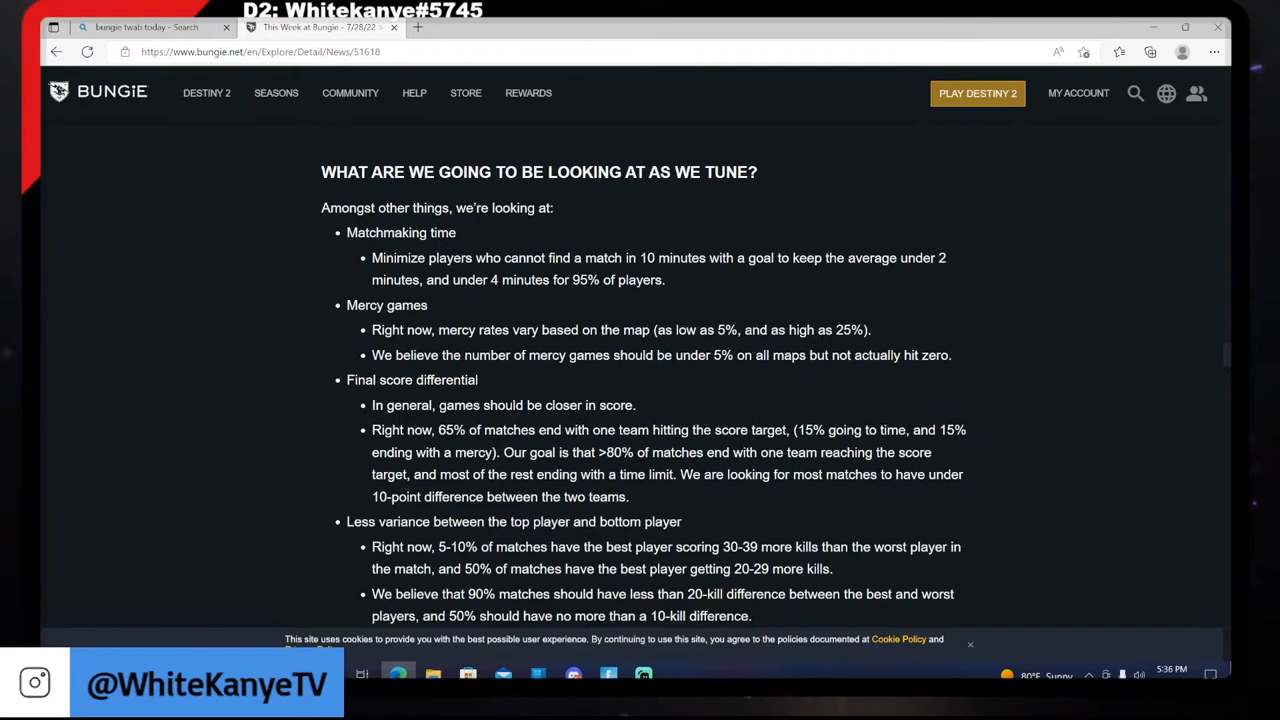 D2: Whitekanye#5745
bungie twab today - Search
This Week at Bungie - 7/28/22 >
https://www.bungie.net/en/Explore/Detail/News/51618
BUNGiE
DESTINY 2
SEASONS
COMMUNITY
HELP
STORE
REWARDS
PLAY DESTINY 2
MY ACCOUNT
WHAT ARE WE GOING TO BE LOOKING AT AS WE TUNE?
Amongst other things, we're looking at:
• Matchmaking time
• Minimize players who cannot find a match in 10 minutes with a goal to keep the average under 2
minutes, and under 4 minutes for 95% of players.
• Mercy games
• Right now, mercy rates vary based on the map (as low as 5%, and as high as 25%).
• We believe the number of mercy games should be under 5% on all maps but not actually hit zero.
• Final score differential
• In general, games should be closer in score.
• Right now, 65% of matches end with one team hitting the score target, (15% going to time, and 15%
ending with a mercy). Our goal is that >80% of matches end with one team reaching the score
target, and most of the rest ending with a time limit. We are looking for most matches to have under
10-point difference between the two teams.
• Less variance between the top player and bottom player
• Right now, 5-10% of matches have the best player scoring 30-39 more kills than the worst player in
the match, and 50% of matches have the best player getting 20-29 more kills.
• We believe that 90% matches should have less than 20-kill difference between the best and worst
players, and 50% should have no more than a 10-kill difference.
This site uses cookies to provide you with the best possible user experience. By continuing to use this site, you agree to the policies documented at Cookie Policy and
@WhiteKanyeTV
80°F Sunny
5:36 PM